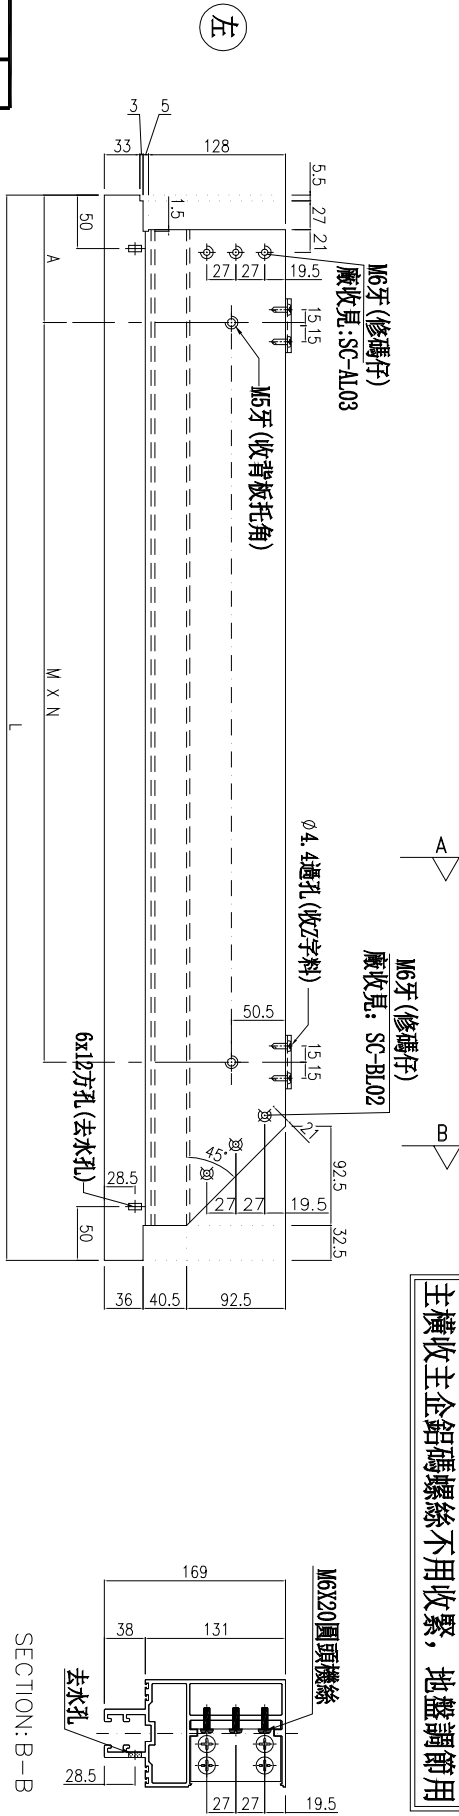 左
3
5
33
128
5.5
27
21
50
1.5
A
27
27
19.5
M6牙(修碼仔)
廠收見:SC-AL03
15
15
M5牙(收背板托角)
M X N
L
A
Ø4.4過孔(收Z字料)
M6牙(修碼仔)
廠收見: SC-BL02
B
50.5
15
15
21
6x12方孔(去水孔)
45°
92.5
28.5
27
27
19.5
50
32.5
36
40.5
92.5
主橫收主企鋁碼螺絲不用收緊, 地盤調節用
169
38
131
M6X20圓頭機絲
去水孔
28.5
27
27
19.5
SECTION: B-B